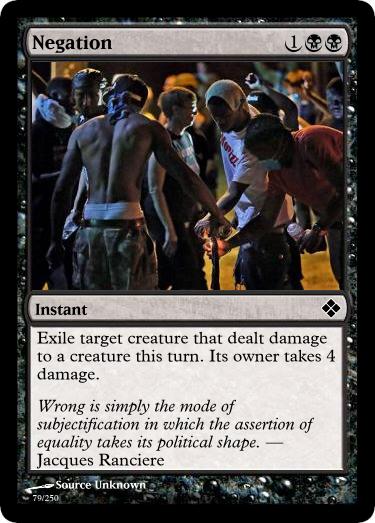 Negation 1
Instant
Exile target creature that dealt damage
to a creature this turn. Its owner takes 4
damage.
Wrong is simply the mode of
subjectification in which the assertion of
equality takes its political shape. —
Jacques Ranciere
Source Unknown
79/250